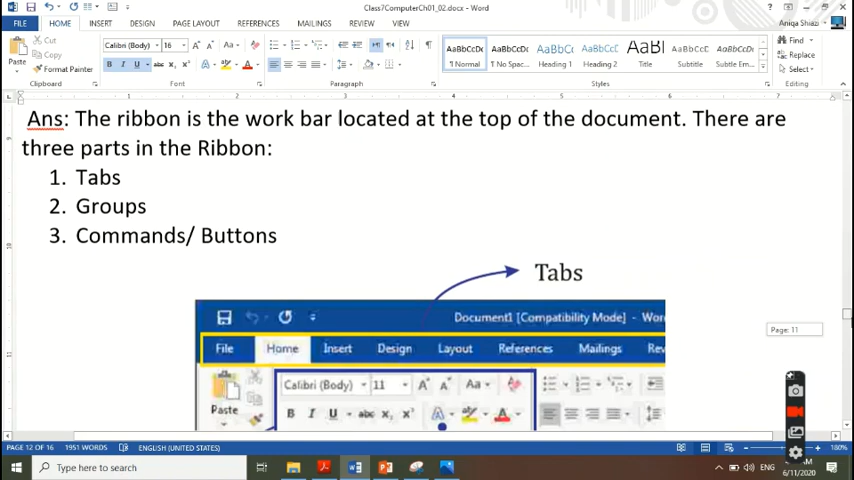 Class7ComputerCh01_02.docx - Word
FILE HOME INSERT DESIGN PAGE LAYOUT REFERENCES MAILINGS REVIEW VIEW Aniqa Shiazi
Paste Cut Copy Format Painter Clipboard
Calibri (Body) 16 Font
Paragraph
AaBbCcDc ¶ Normal AaBbCcDc ¶ No Spac... AaBbCc Heading 1 AaBbCc Heading 2 AaBl Title AaBbCcD Subtitle AaBbCcDc Subtle Em... Styles
Find Replace Select Editing
Ans: The ribbon is the work bar located at the top of the document. There are
three parts in the Ribbon:
1. Tabs
2. Groups
3. Commands/ Buttons
Tabs
Document1 [Compatibility Mode] - Wor
File Home Insert Design Layout References Mailings Rev
Paste Calibri (Body) 11
Page: 11
PAGE 12 OF 16 1951 WORDS ENGLISH (UNITED STATES) 180%
Type here to search
ENG
6/11/2020